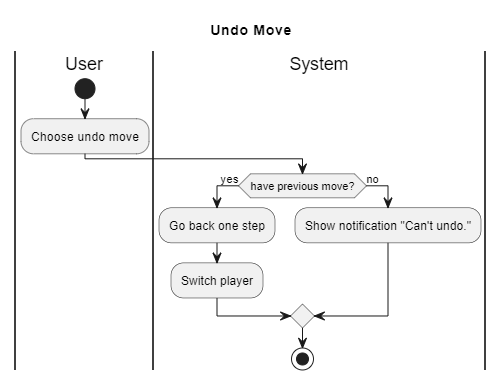 Undo Move
User
System
Choose undo move
yes
have previous move?
no
Go back one step
Show notification "Can't undo."
Switch player